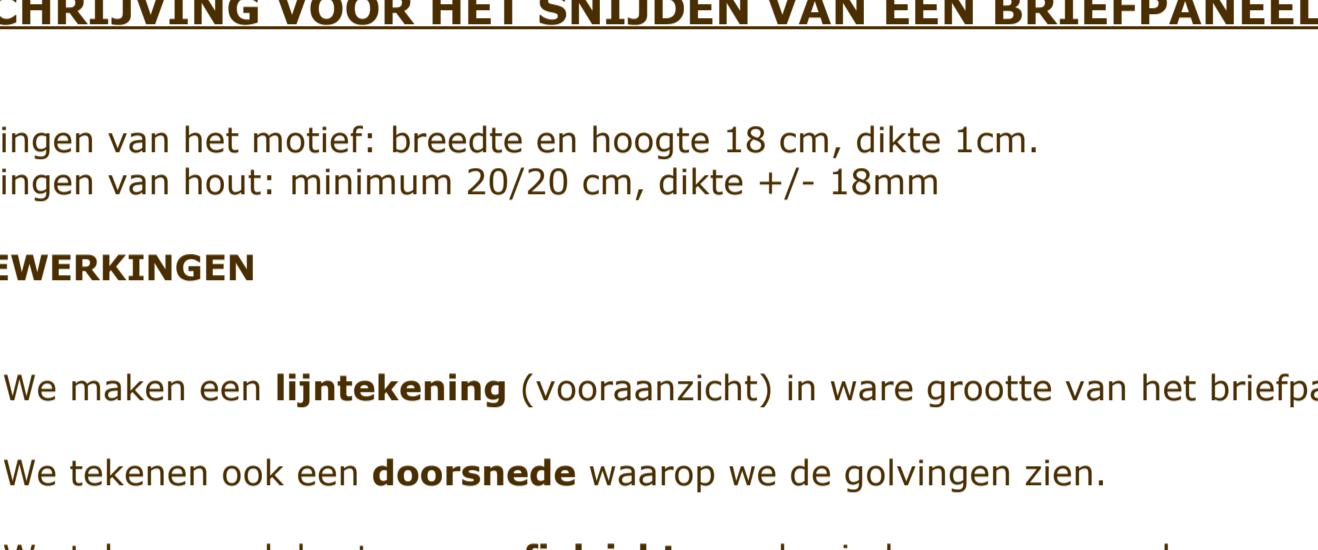 CHRIJVING VOOR HET SNIJDEN VAN EEN BRIEFPANEEL
ingen van het motief: breedte en hoogte 18 cm, dikte 1cm.
ingen van hout: minimum 20/20 cm, dikte +/- 18mm
EWERKINGEN
We maken een lijntekening (vooraanzicht) in ware grootte van het briefpa
We tekenen ook een doorsnede waarop we de golvingen zien.